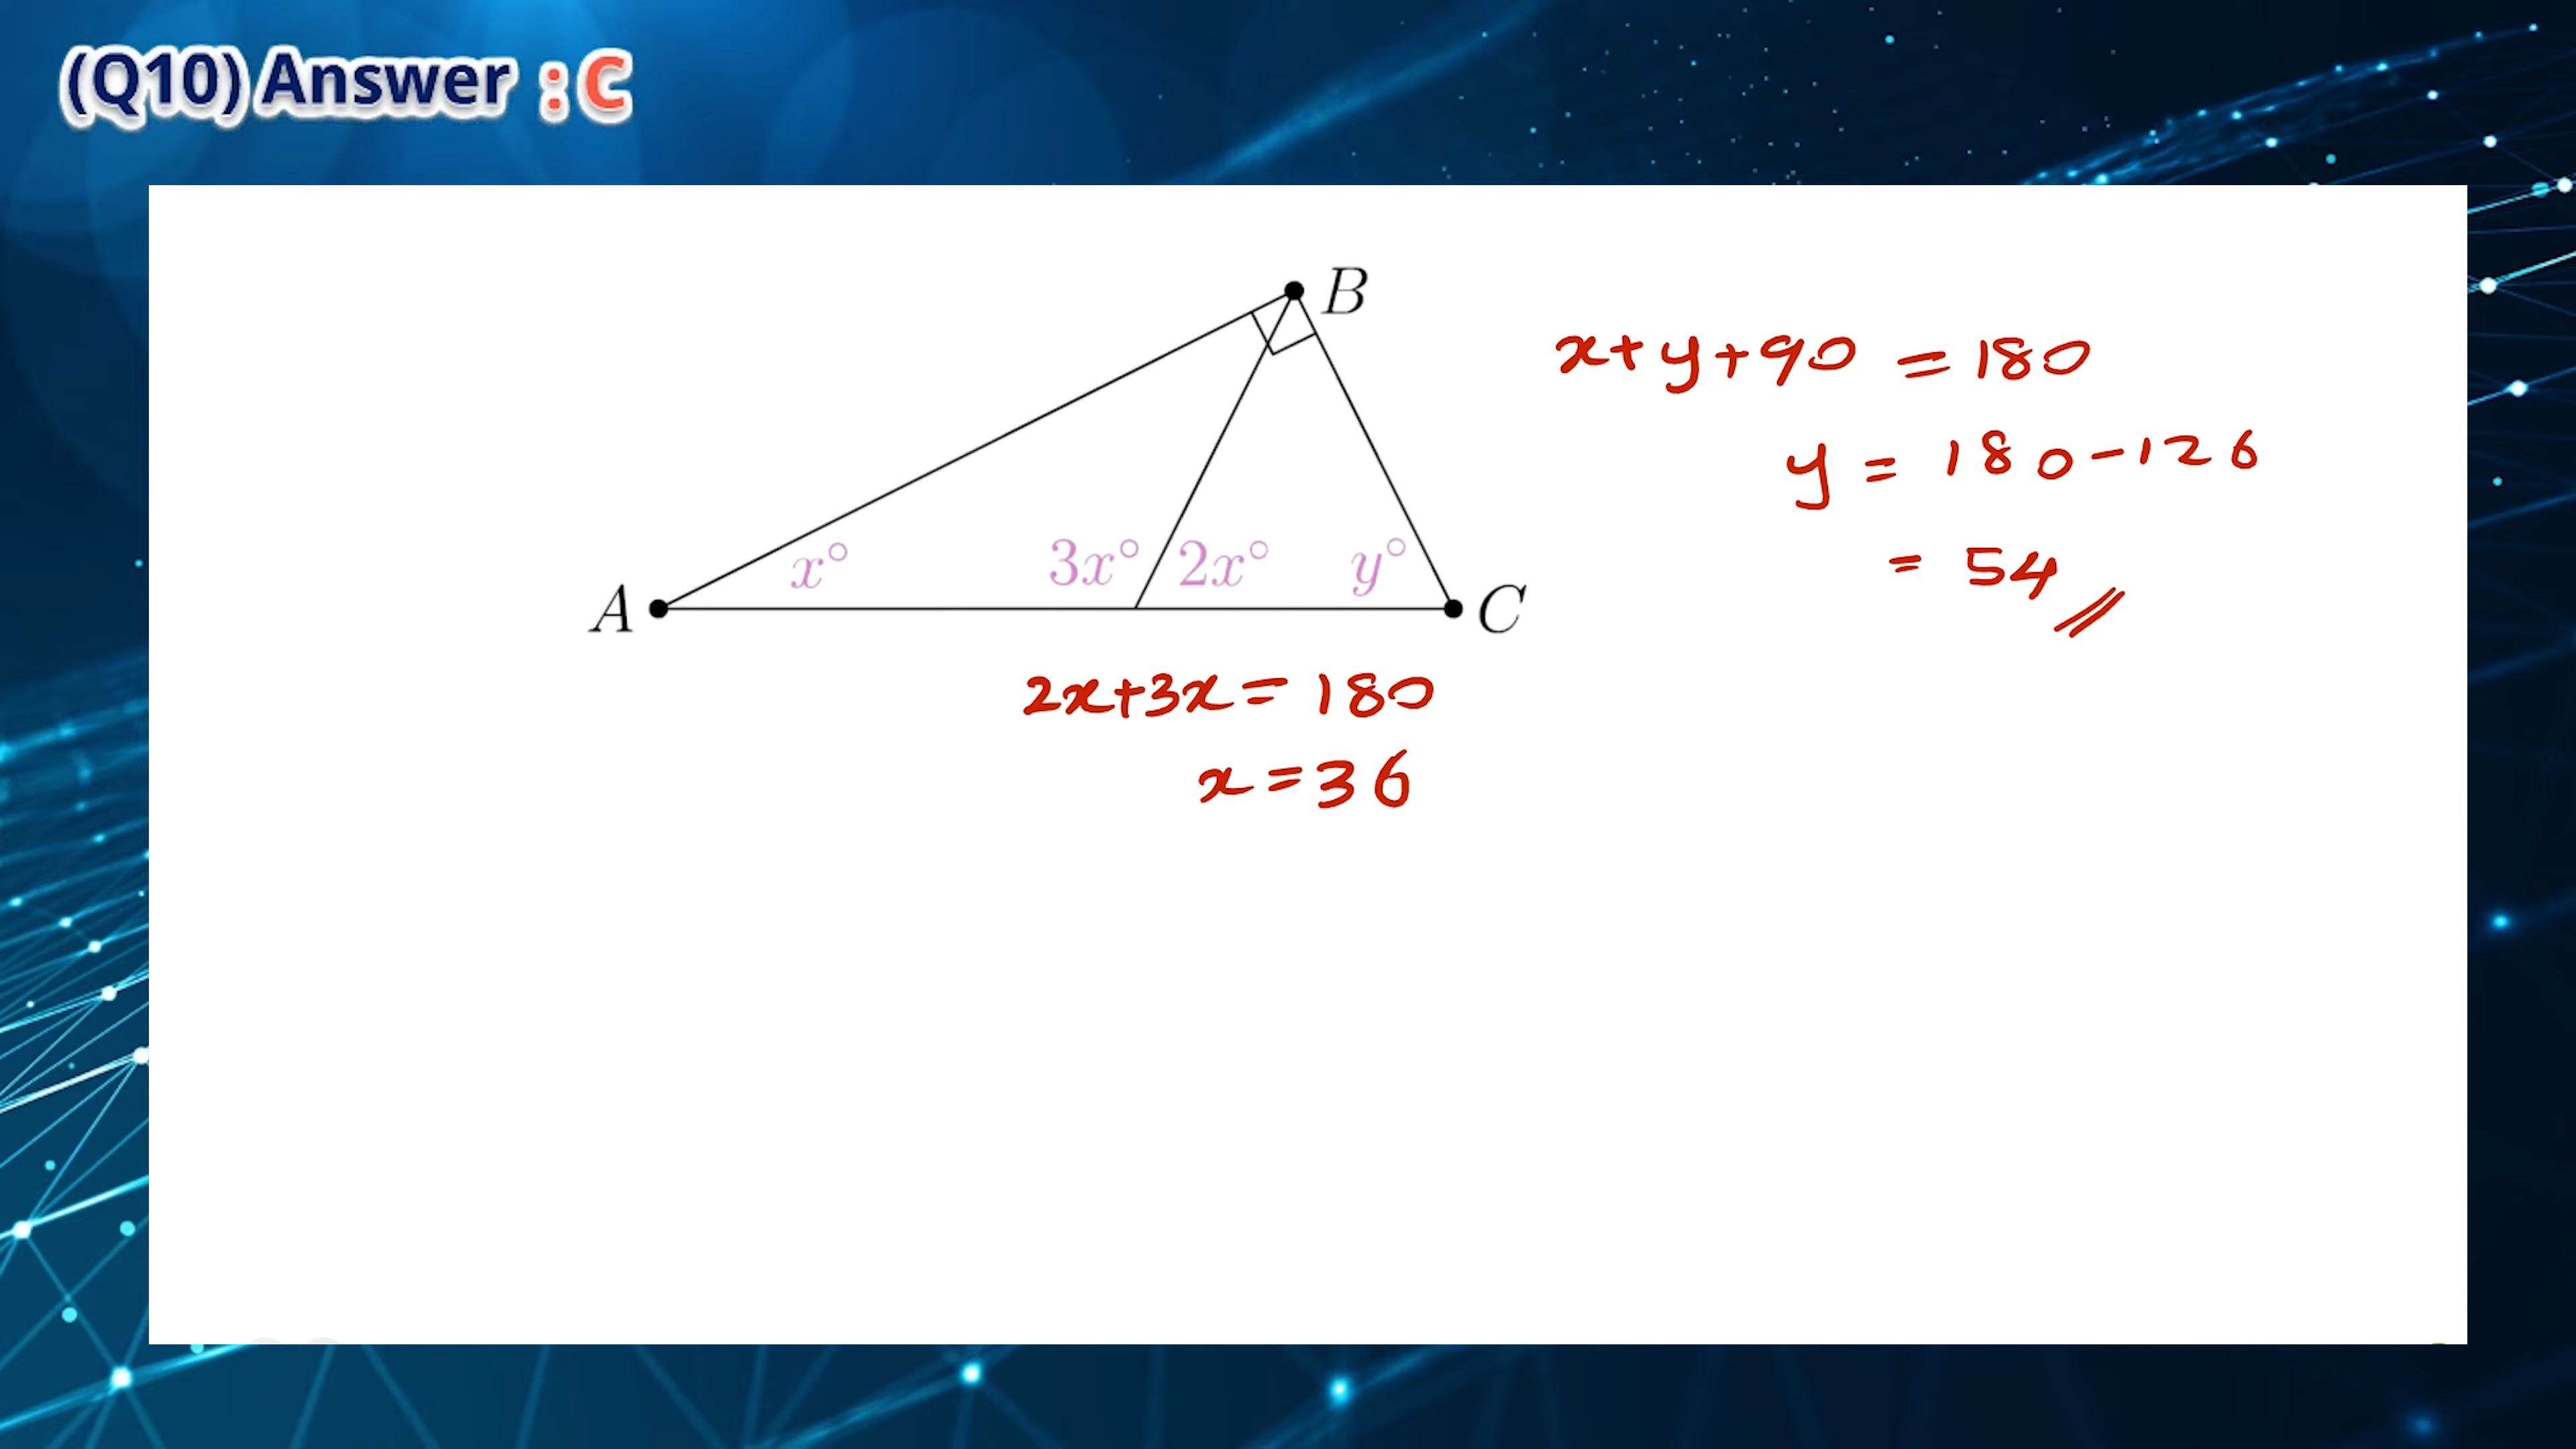 (Q10) Answer : C
B
x+y+90 = 180
y = 180-126
= 54
x° 3x° 2x° y°
A C
2x+3x= 180
x = 36